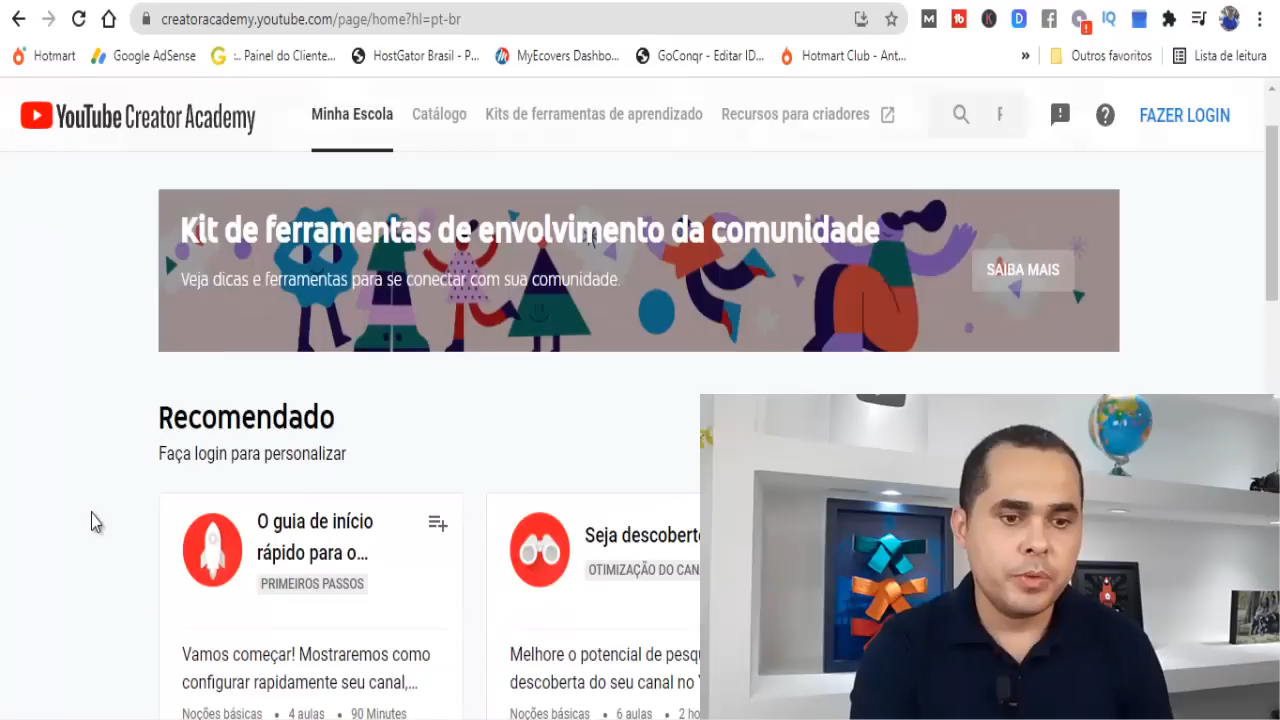 creatoracademy.youtube.com/page/home?hl=pt-br
Hotmart
Google AdSense
:.. Painel do Cliente...
HostGator Brasil - P...
MyEcovers Dashbo...
GoConqr - Editar ID...
Hotmart Club - Ant...
»
Outros favoritos
Lista de leitura
YouTube Creator Academy
Minha Escola
Catálogo
Kits de ferramentas de aprendizado
Recursos para criadores
FAZER LOGIN
Kit de ferramentas de envolvimento da comunidade
Veja dicas e ferramentas para se conectar com sua comunidade.
SAIBA MAIS
Recomendado
Faça login para personalizar
O guia de início
rápido para o...
PRIMEIROS PASSOS
Vamos começar! Mostraremos como
configurar rapidamente seu canal,...
Noções básicas • 4 aulas • 90 Minutes
Seja descoberto
OTIMIZAÇÃO DO CAN
Melhore o potencial de pesq
descoberta do seu canal no
Noções básicas • 6 aulas • 2 ho